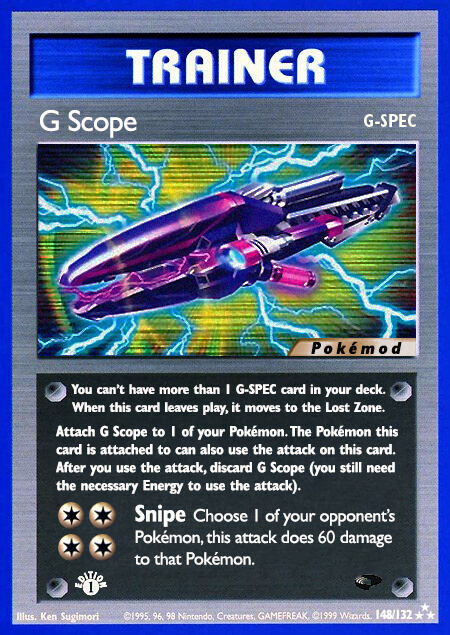 TRAINER
G Scope
G-SPEC
Pokémod
You can't have more than 1 G-SPEC card in your deck.
When this card leaves play, it moves to the Lost Zone.
Attach G Scope to 1 of your Pokémon. The Pokémon this
card is attached to can also use the attack on this card.
After you use the attack, discard G Scope (you still need
the necessary Energy to use the attack).
Snipe Choose 1 of your opponent's
Pokémon, this attack does 60 damage
to that Pokémon.
EDITION
1
Illus. Ken Sugimori
©1995, 96, 98 Nintendo, Creatures, GAMEFREAK. ©1999 Wizards. 148/132